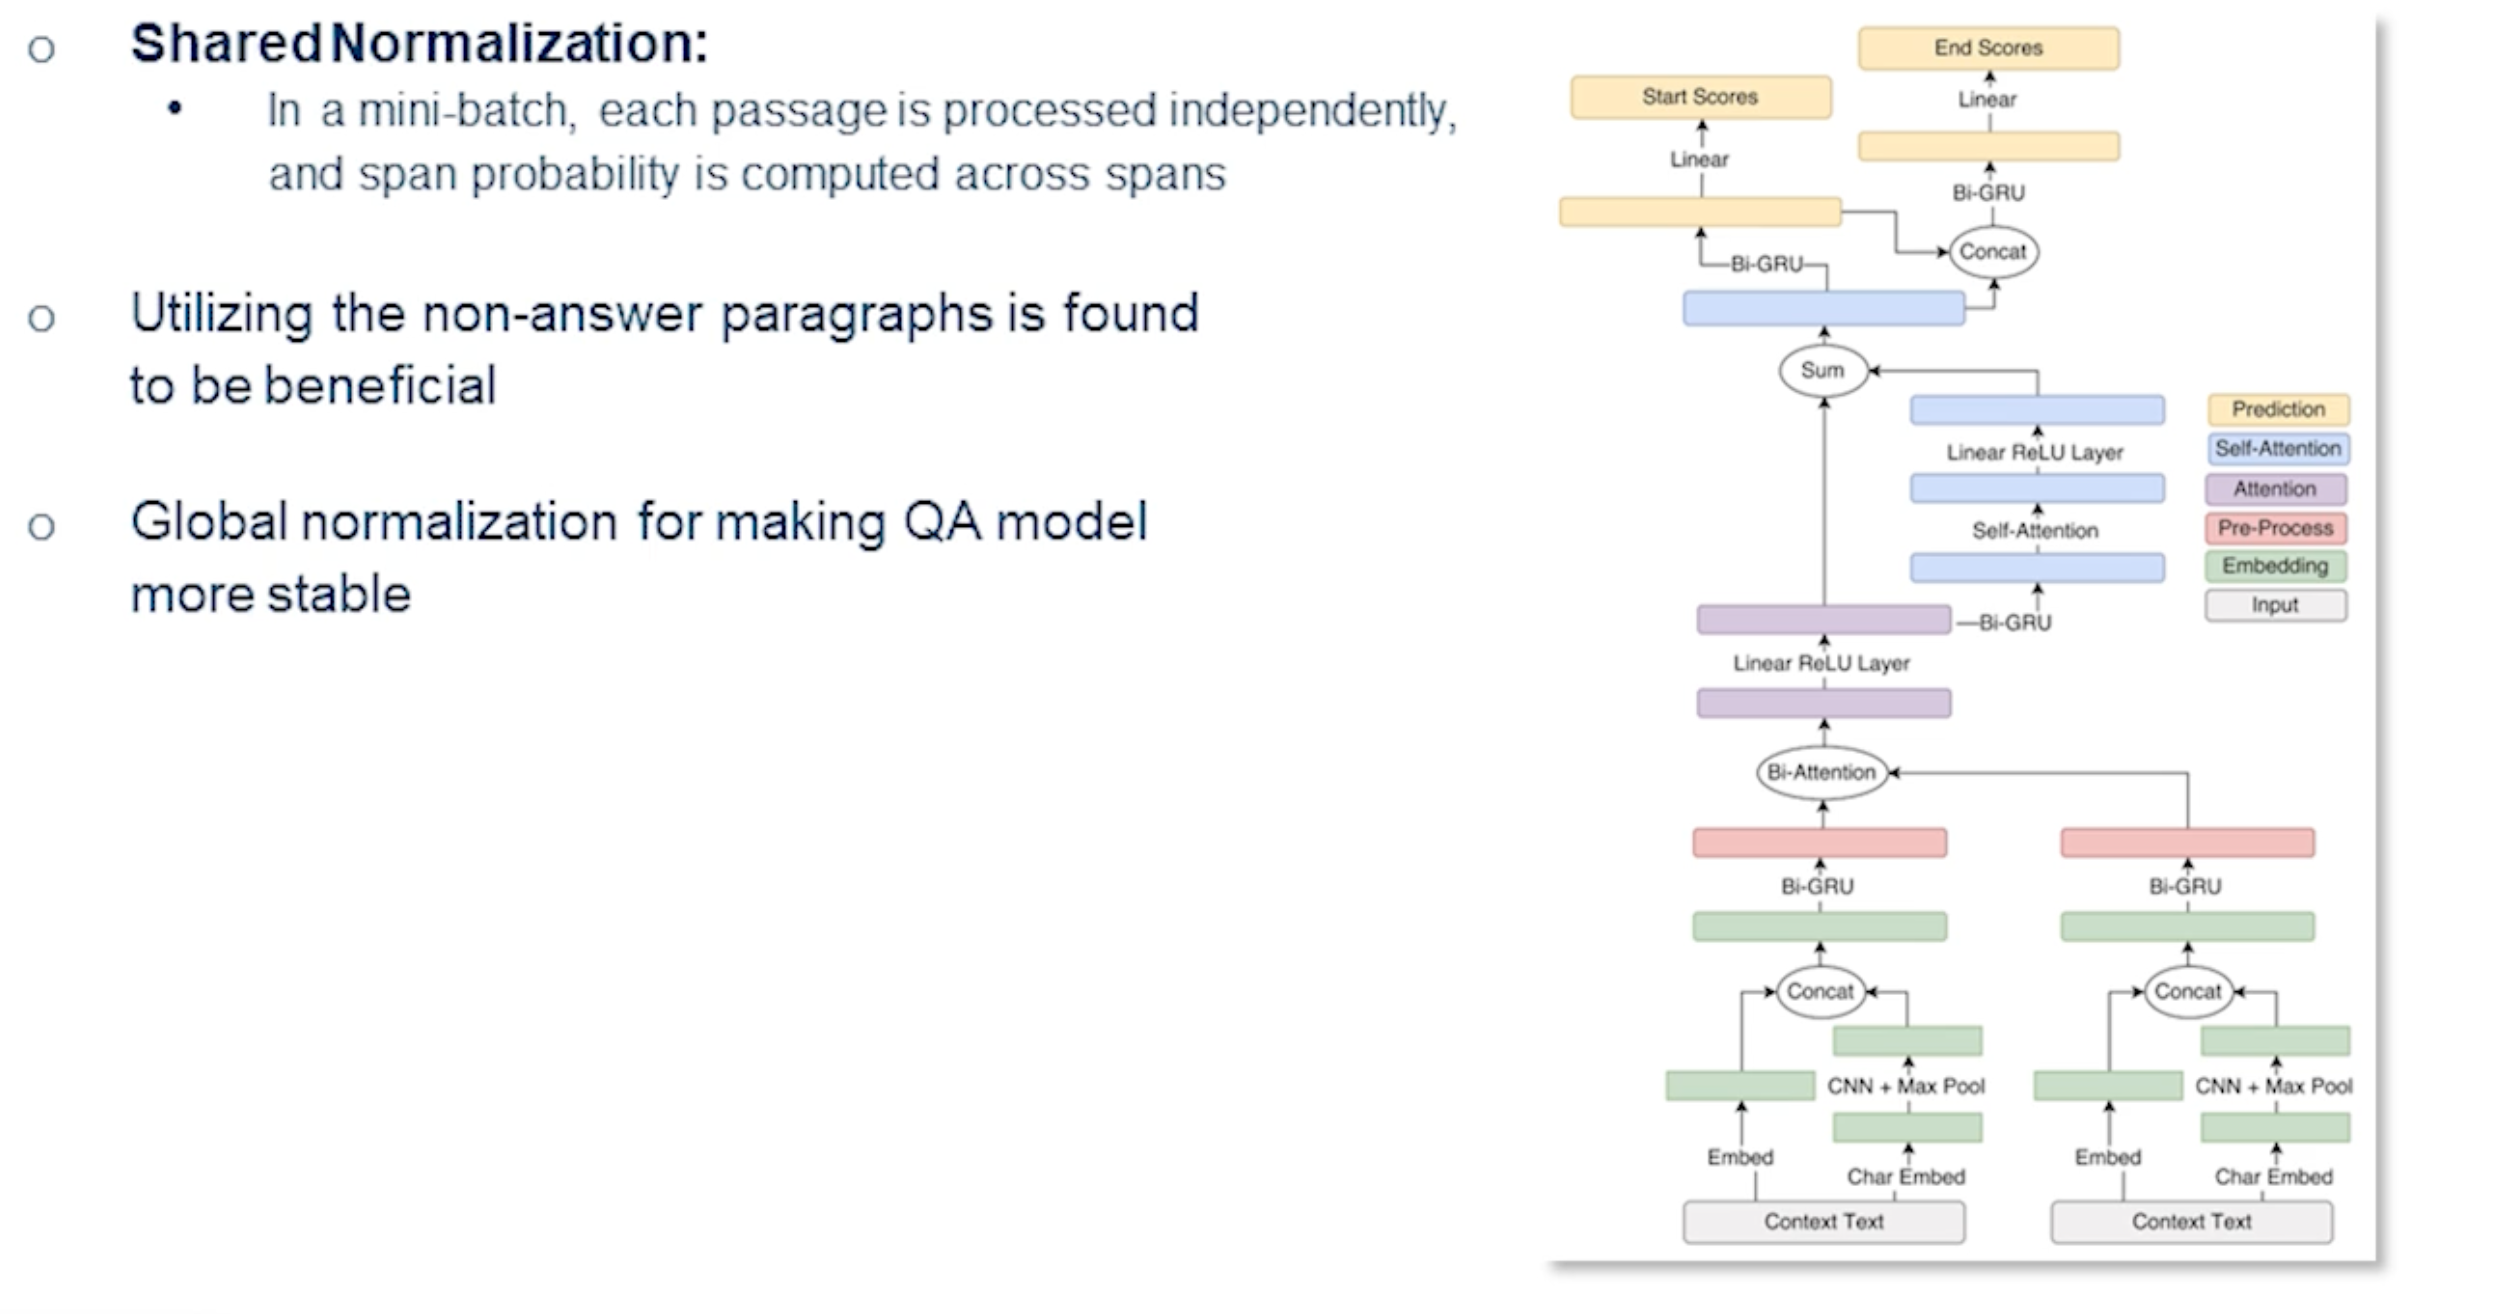 Shared Normalization:
In a mini-batch, each passage is processed independently,
and span probability is computed across spans
Utilizing the non-answer paragraphs is found
to be beneficial
Global normalization for making QA model
more stable
End Scores
Start Scores
Linear
Linear
Bi-GRU
Concat
Bi-GRU
Sum
Prediction
Linear ReLU Layer
Self-Attention
Attention
Self-Attention
Pre-Process
Embedding
Input
Bi-GRU
Linear ReLU Layer
Bi-Attention
Bi-GRU
Bi-GRU
Concat
Concat
CNN + Max Pool
CNN + Max Pool
Embed
Char Embed
Embed
Char Embed
Context Text
Context Text